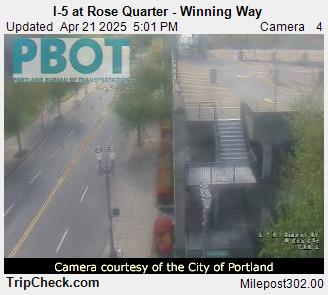 I-5 at Rose Quarter - Winning Way
Updated Apr 21 2025 5:01 PM Camera 4
PBOT
PORTLAND BUREAU OF TRANSPORTATION
PBOT
Camera courtesy of the City of Portland
TripCheck.com Milepost302.00